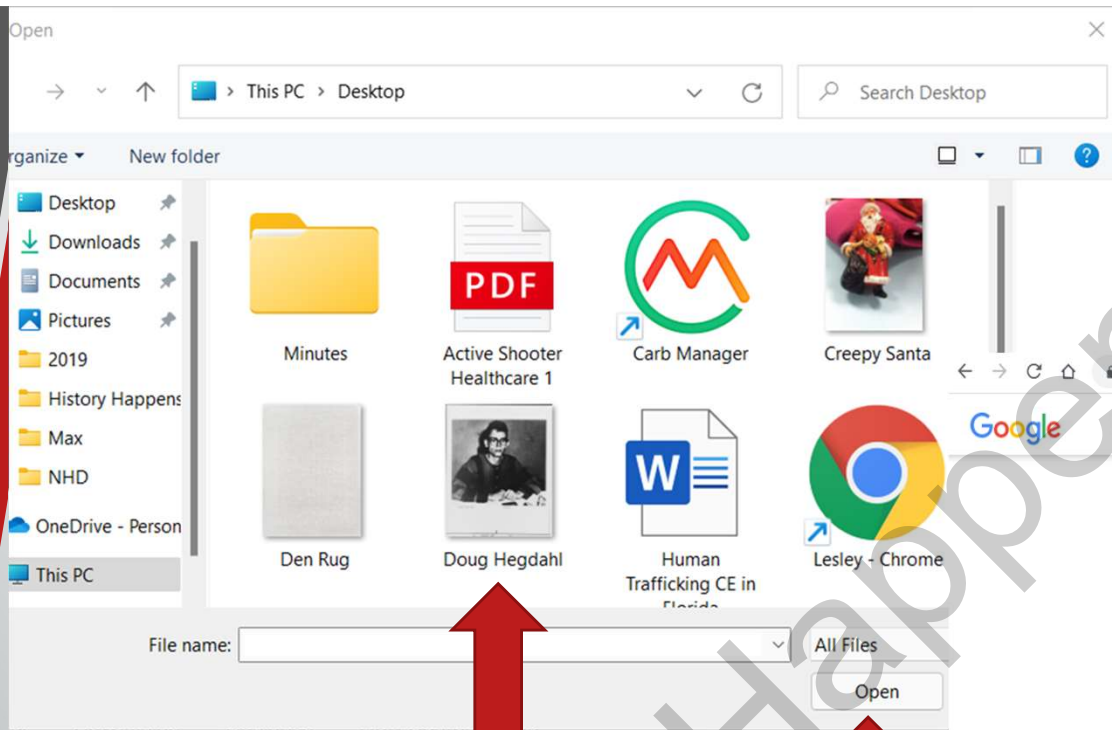 Open
This PC > Desktop
Search Desktop
rganize
New folder
Desktop
Downloads
Documents
Pictures
2019
History Happens
Max
NHD
OneDrive - Person
This PC
Minutes
PDF
Active Shooter
Healthcare 1
Carb Manager
Creepy Santa
Google
Den Rug
Doug Hegdahl
W
Human
Trafficking CE in
Florida
Lesley - Chrome
File name:
All Files
Open
Happen